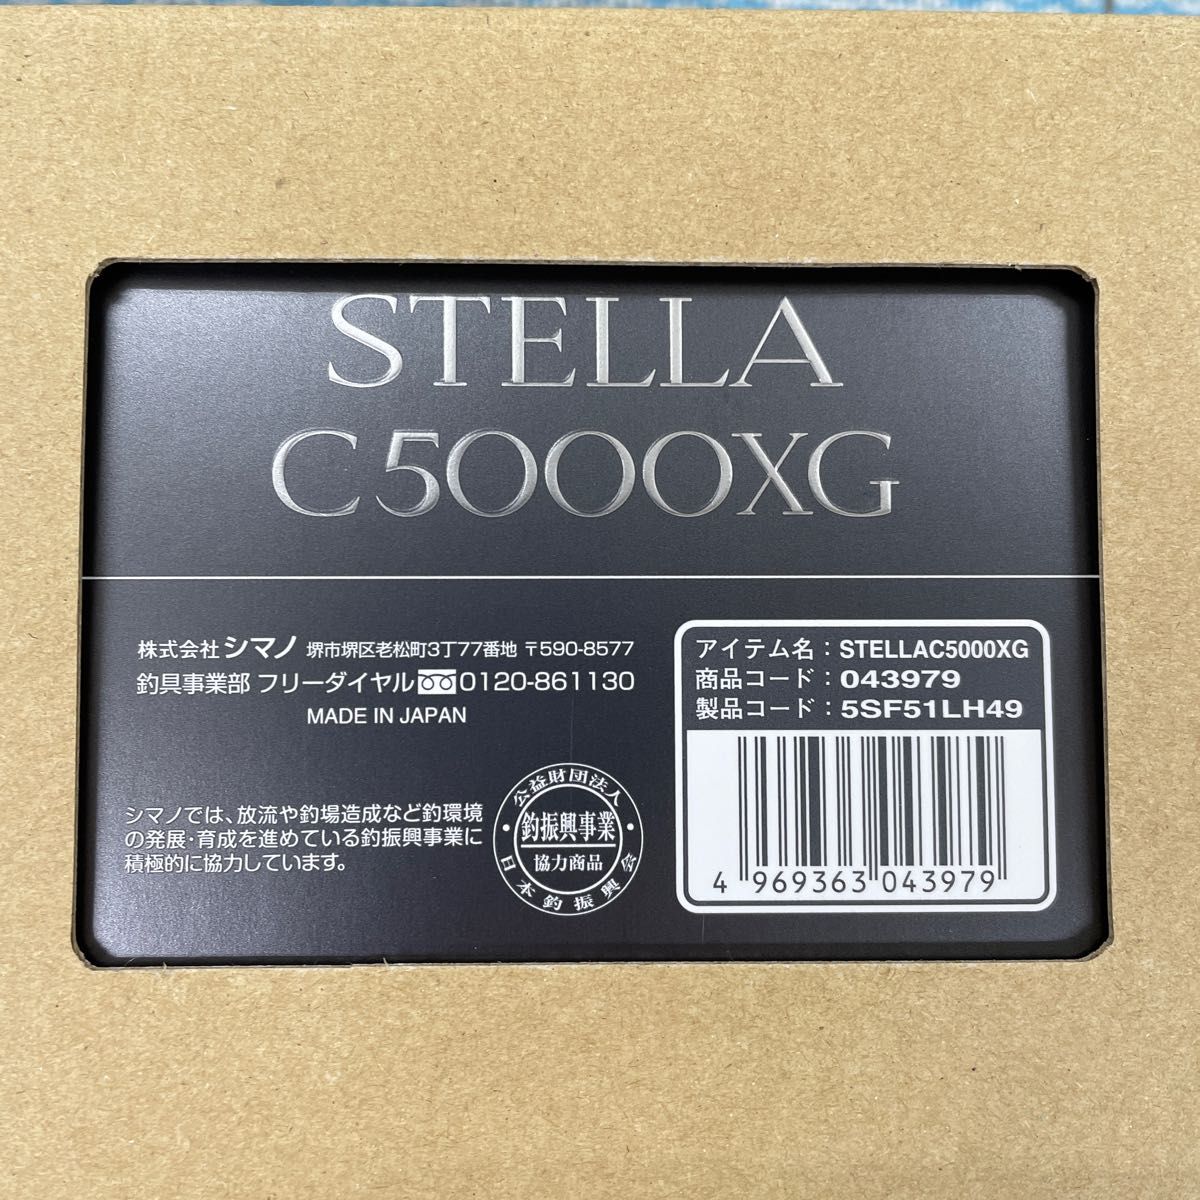 STELLA
C5000XG
株式会社 シマノ 堺市堺区老松町3丁77番地 〒590-8577
釣具事業部 フリーダイヤル 0120-861130
MADE IN JAPAN
シマノでは、放流や釣場造成など釣環境
の発展・育成を進めている釣振興事業に
積極的に協力しています。
公益財団法人
釣振興事業
協力商品
日本釣振興会
アイテム名：STELLAC5000XG
商品コード：043979
製品コード：5SF51LH49
4 969363 043979